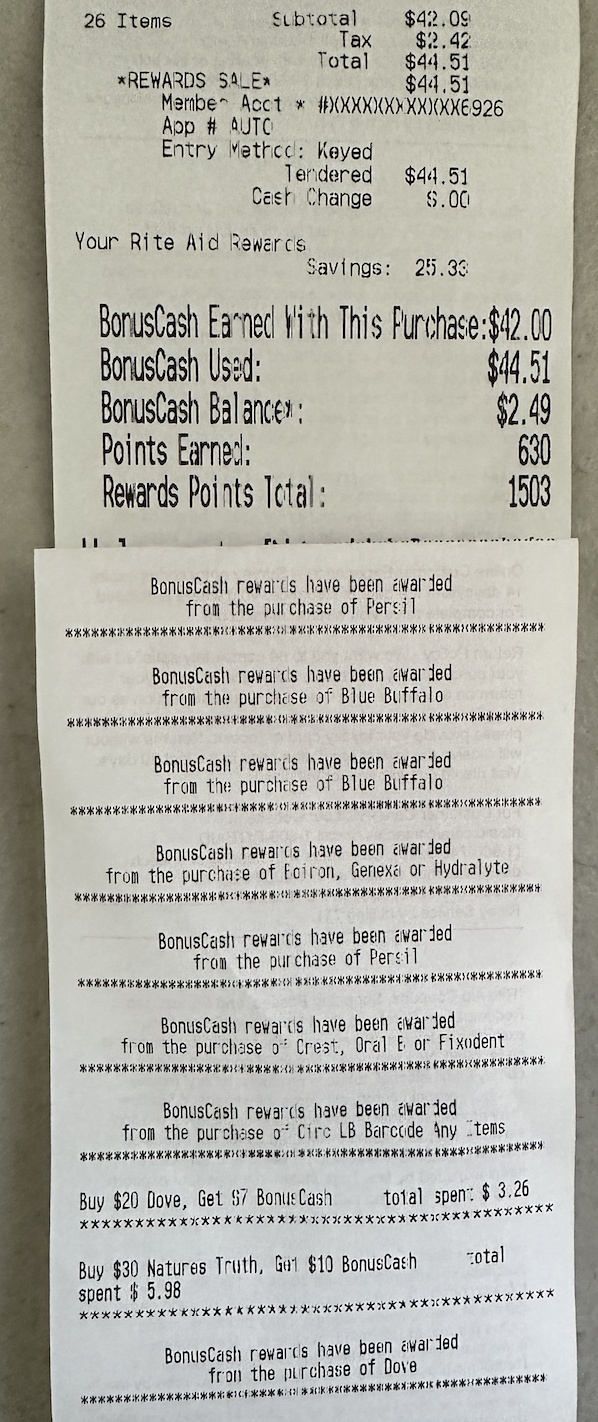 26 Items Subtotal $42.09
Tax $2.42
Total $44.51
*REWARDS SALE* $44.51
Member Acct * #XXXXXXXXXXXX6926
App # AUTO
Entry Method: Keyed
Tendered $44.51
Cash Change $.00
Your Rite Aid Rewards
Savings: 25.33
BonusCash Earned With This Purchase:$42.00
BonusCash Used: $44.51
BonusCash Balance*: $2.49
Points Earned: 630
Rewards Points Total: 1503
BonusCash rewards have been awarded
from the purchase of Persil
******************************************************
BonusCash rewards have been awarded
from the purchase of Blue Buffalo
******************************************************
BonusCash rewards have been awarded
from the purchase of Blue Buffalo
******************************************************
BonusCash rewards have been awarded
from the purchase of Boiron, Genexa or Hydralyte
******************************************************
BonusCash rewards have been awarded
from the purchase of Persil
******************************************************
BonusCash rewards have been awarded
from the purchase of Crest, Oral B or Fixodent
******************************************************
BonusCash rewards have been awarded
from the purchase of Circ LB Barcode Any Items
******************************************************
Buy $20 Dove, Get $7 BonusCash total spent $ 3.26
******************************************
Buy $30 Natures Truth, Get $10 BonusCash total
spent $ 5.98
******************************************
BonusCash rewards have been awarded
from the purchase of Dove
******************************************************